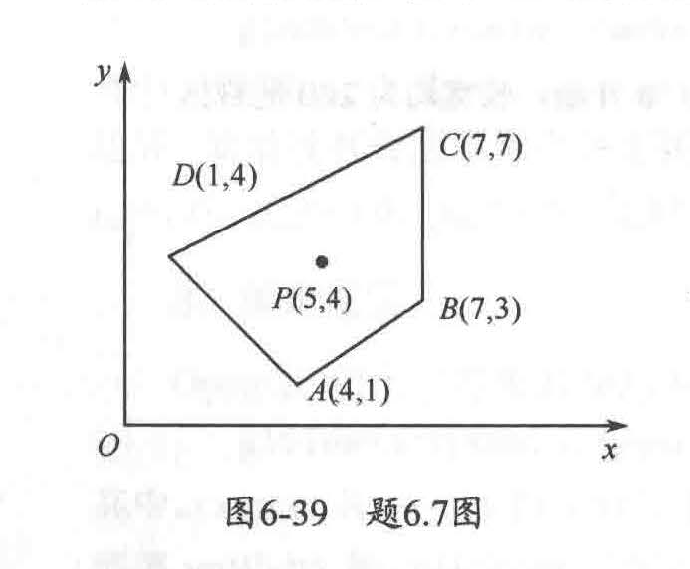 y
C(7,7)
D(1,4)
P(5,4)
B(7,3)
A(4,1)
O
x
图6-39 题6.7图